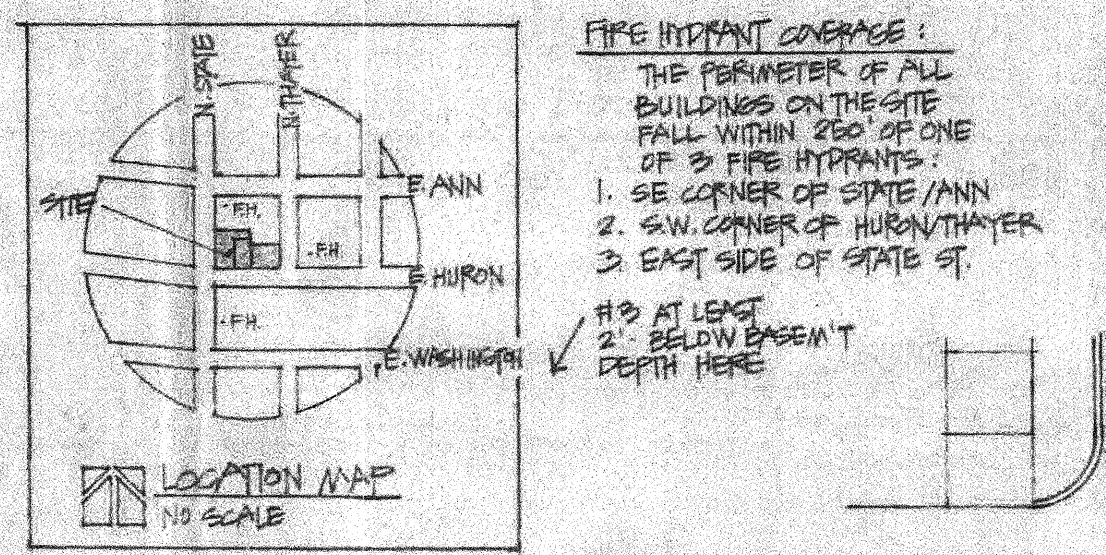 N. STATE
N. THAYER
E. ANN
SITE
- F.H.
- F.H
E. HURON
- F.H.
E. WASHINGTON
LOCATION MAP
NO SCALE
FIRE HYDRANT COVERAGE :
THE PERIMETER OF ALL
BUILDINGS ON THE SITE
FALL WITHIN 250' OF ONE
OF 3 FIRE HYDRANTS :
1. SE CORNER OF STATE/ANN
2. S.W. CORNER OF HURON/THAYER
3. EAST SIDE OF STATE ST.
#3 AT LEAST
2'- BELOW BASEM'T
DEPTH HERE